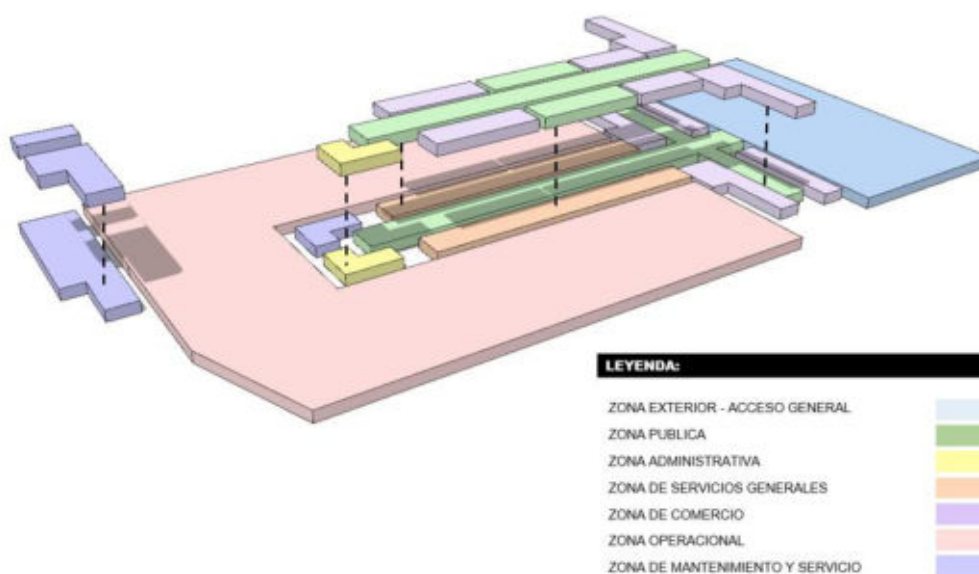 LEYENDA:
ZONA EXTERIOR - ACCESO GENERAL
ZONA PUBLICA
ZONA ADMINISTRATIVA
ZONA DE SERVICIOS GENERALES
ZONA DE COMERCIO
ZONA OPERACIONAL
ZONA DE MANTENIMIENTO Y SERVICIO